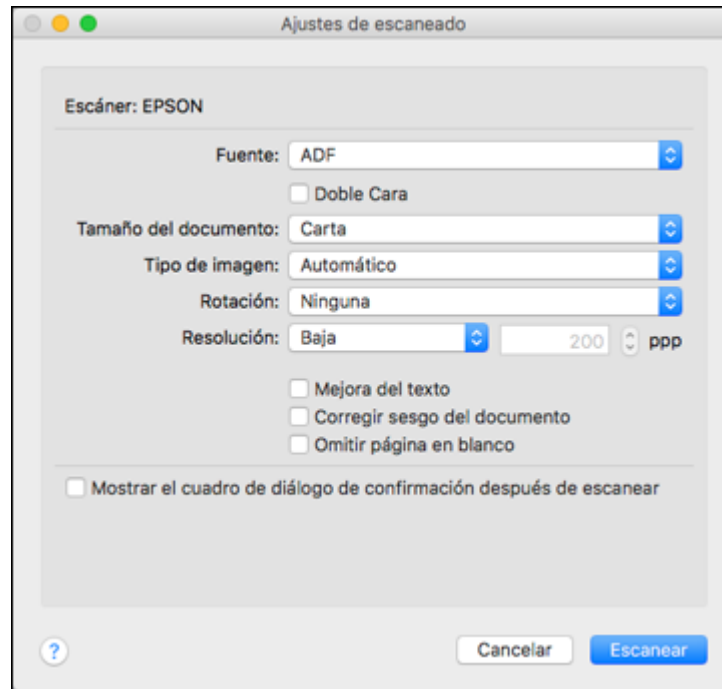 Ajustes de escaneado
Escáner: EPSON
Fuente: ADF
Doble Cara
Tamaño del documento: Carta
Tipo de imagen: Automático
Rotación: Ninguna
Resolución: Baja 200 ppp
Mejora del texto
Corregir sesgo del documento
Omitir página en blanco
Mostrar el cuadro de diálogo de confirmación después de escanear
? Cancelar Escanear